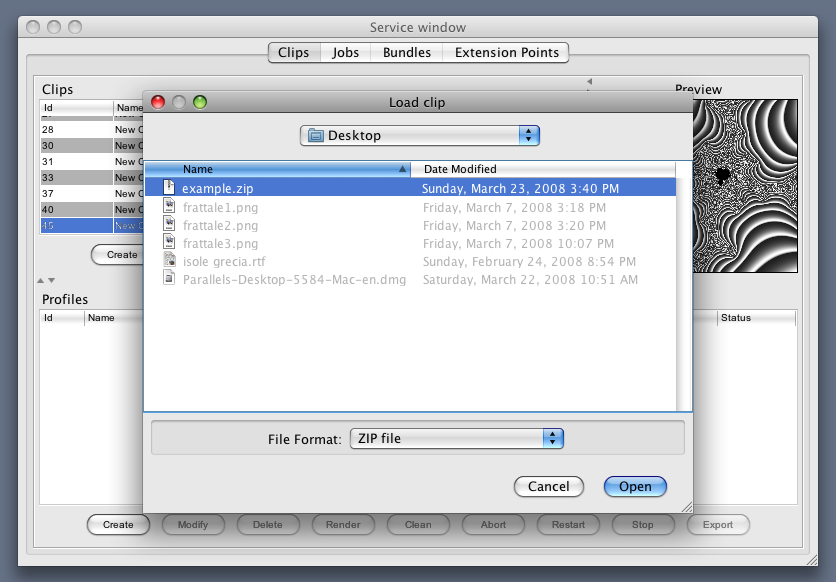 Service window
Clips Jobs Bundles Extension Points
Clips
Preview
Id Name
28 New
30 New
31 New
33 New
37 New
40 New
45 New
Create
Load clip
Desktop
Name Date Modified
example.zip Sunday, March 23, 2008 3:40 PM
frattale1.png Friday, March 7, 2008 3:18 PM
frattale2.png Friday, March 7, 2008 3:20 PM
frattale3.png Friday, March 7, 2008 10:07 PM
isole grecia.rtf Sunday, February 24, 2008 8:54 PM
Parallels-Desktop-5584-Mac-en.dmg Saturday, March 22, 2008 10:51 AM
File Format: ZIP file
Cancel Open
Profiles
Id Name Status
Create Modify Delete Render Clean Abort Restart Stop Export